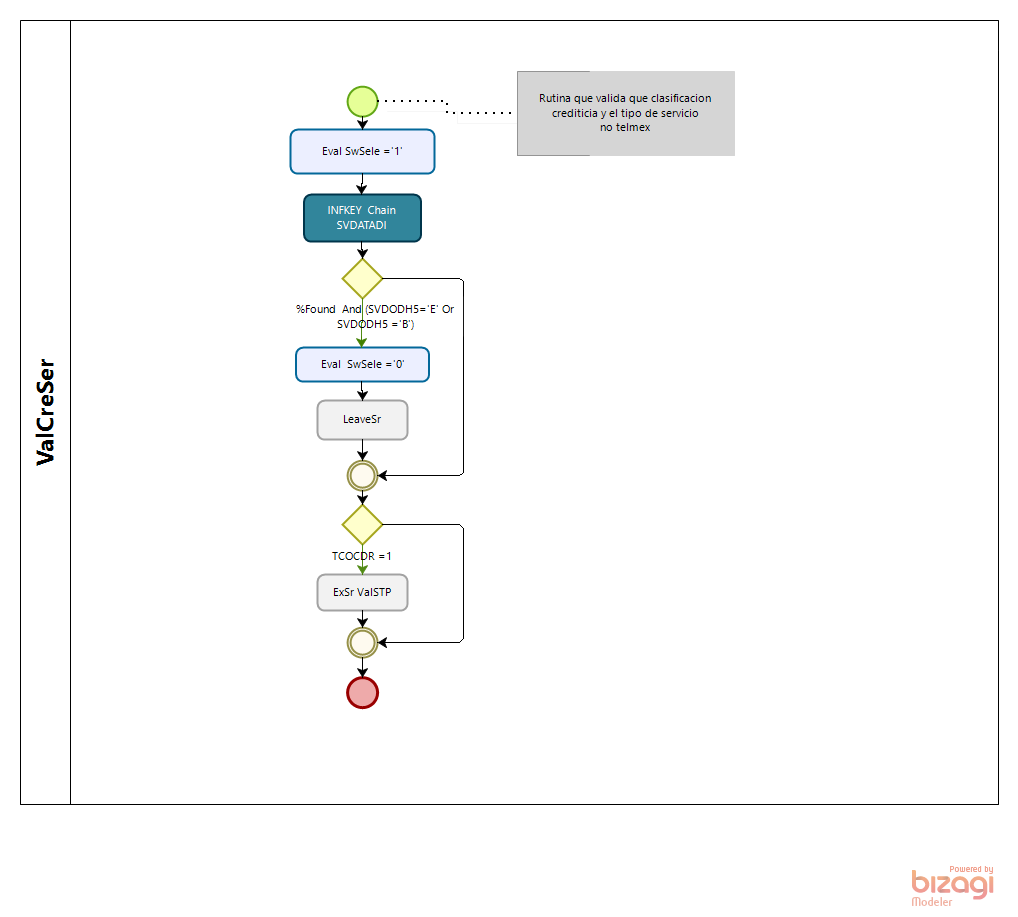 ValCreSer
Rutina que valida que clasificacion
crediticia y el tipo de servicio
no telmex
Eval SwSele ='1'
INFKEY Chain
SVDATADI
%Found And (SVDODH5='E' Or
SVDODH5 ='B')
Eval SwSele ='0'
LeaveSr
TCOCDR =1
ExSr ValSTP
Powered by
bizagi
Modeler